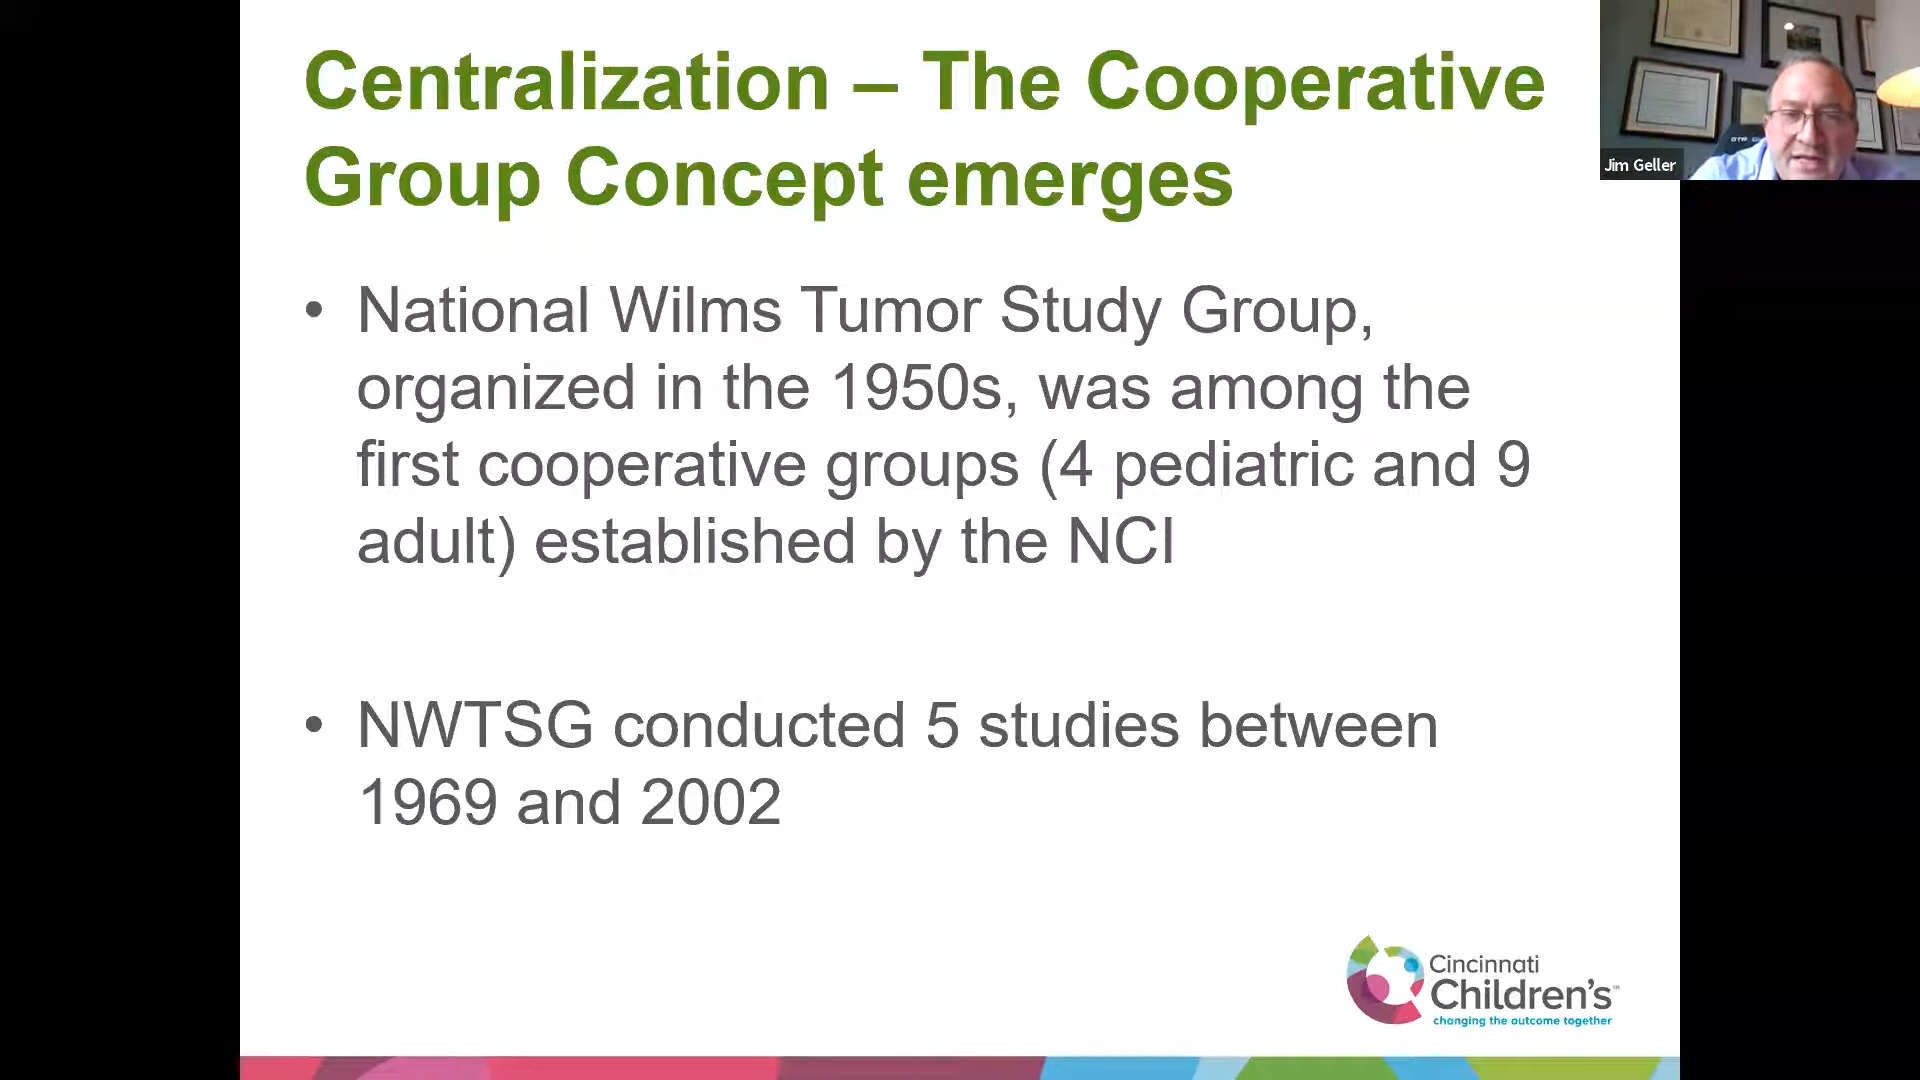 Centralization – The Cooperative
Group Concept emerges
• National Wilms Tumor Study Group,
organized in the 1950s, was among the
first cooperative groups (4 pediatric and 9
adult) established by the NCI
• NWTSG conducted 5 studies between
1969 and 2002
Jim Geller
Cincinnati
Children's™
changing the outcome together